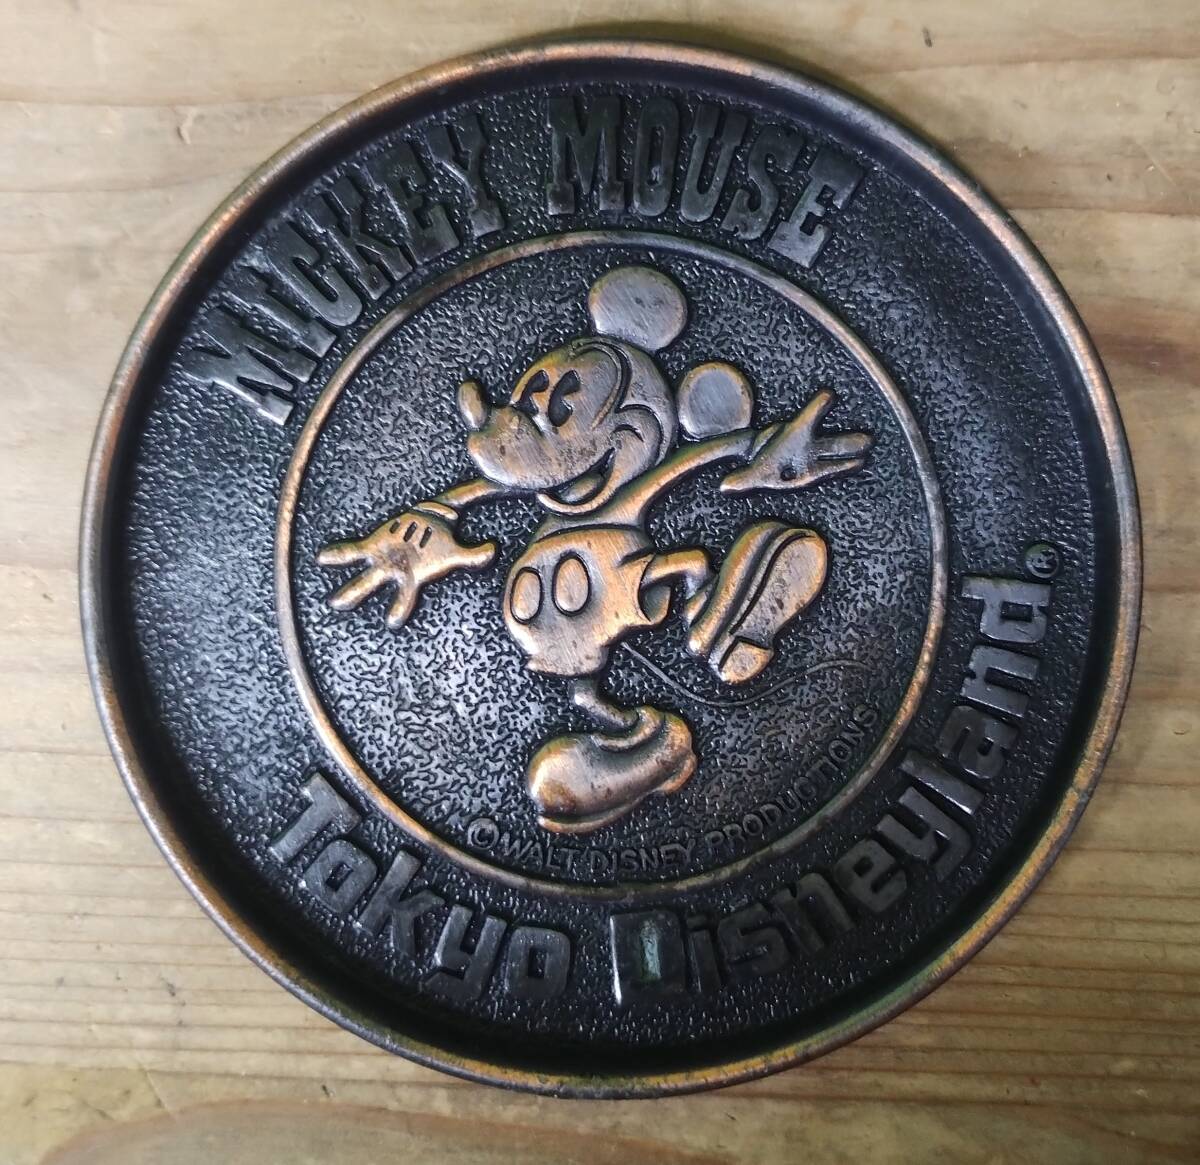 MICKEY MOUSE
©WALT DISNEY PRODUCTIONS
Tokyo Disneyland®